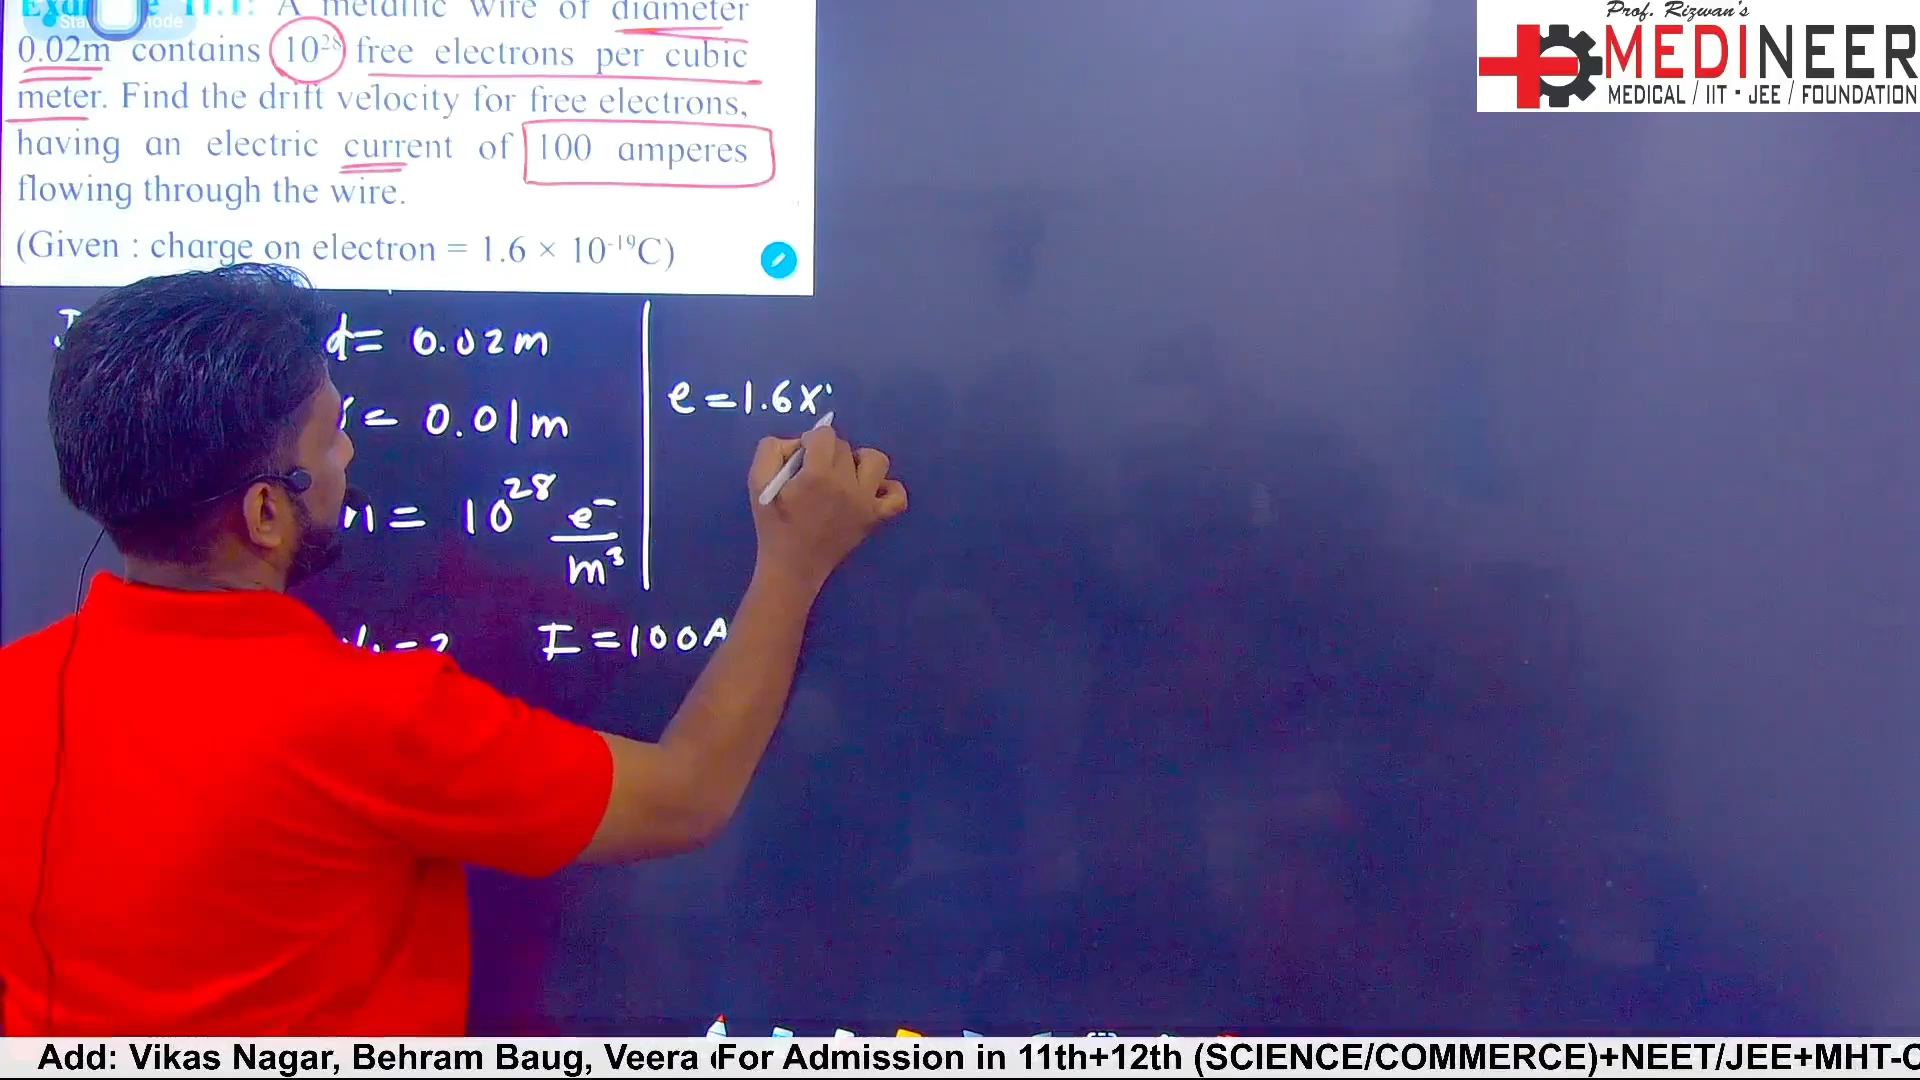 11.1: A metallic wire of diameter
0.02m contains 10²⁸ free electrons per cubic
meter. Find the drift velocity for free electrons,
having an electric current of 100 amperes
flowing through the wire.
(Given : charge on electron = 1.6 × 10⁻¹⁹C)
Prof. Rizwan's
MEDINEER
MEDICAL / IIT - JEE / FOUNDATION
d= 0.02m
= 0.01m
n = 10²⁸ e⁻/m³
=? I =100A
e =1.6x
Add: Vikas Nagar, Behram Baug, Veera For Admission in 11th+12th (SCIENCE/COMMERCE)+NEET/JEE+MHT-C